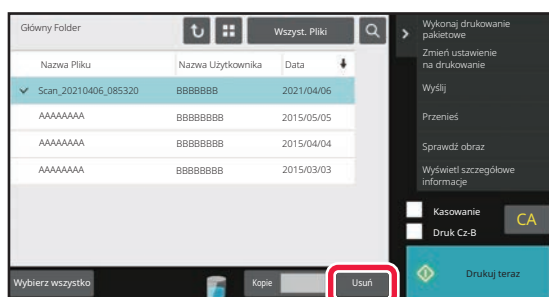 Główny Folder
Wszyst. Pliki
Nazwa Pliku Nazwa Użytkownika Data
Scan_20210406_085320 BBBBBBB 2021/04/06
AAAAAAAA BBBBBBBB 2015/05/05
AAAAAAAA BBBBBBBB 2015/04/04
AAAAAAAA BBBBBBBB 2015/03/03
Wybierz wszystko
Kopie
Usuń
Wykonaj drukowanie
pakietowe
Zmień ustawienie
na drukowanie
Wyślij
Przenieś
Sprawdź obraz
Wyświetl szczegółowe
informacje
Kasowanie
Druk Cz-B
CA
Drukuj teraz